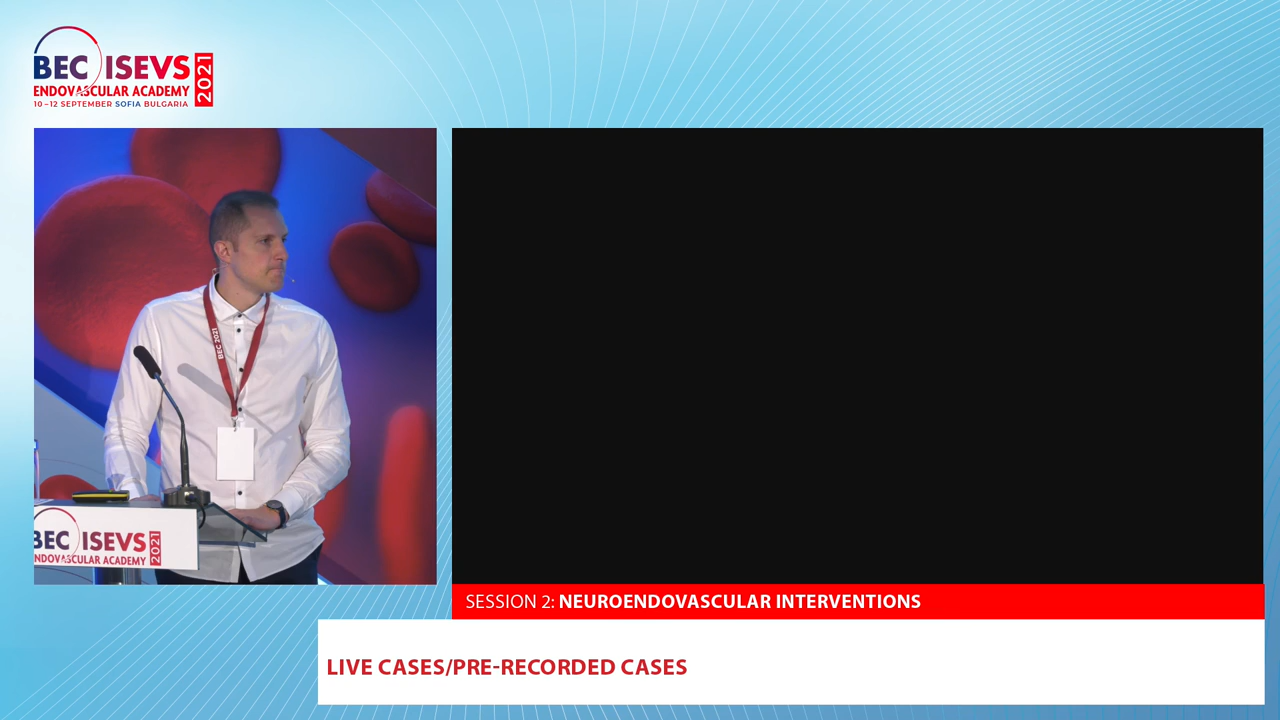 BEC ISEVS
ENDOVASCULAR ACADEMY
2021
10–12 SEPTEMBER SOFIA BULGARIA
BEC 2021
BEC ISEVS
ENDOVASCULAR ACADEMY
2021
SESSION 2: NEUROENDOVASCULAR INTERVENTIONS
LIVE CASES/PRE-RECORDED CASES